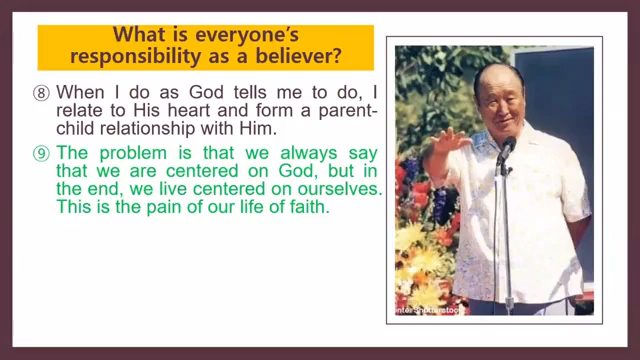 What is everyone's
responsibility as a believer?
⑧ When I do as God tells me to do, I
relate to His heart and form a parent-
child relationship with Him.
⑨ The problem is that we always say
that we are centered on God, but in
the end, we live centered on ourselves.
This is the pain of our life of faith.